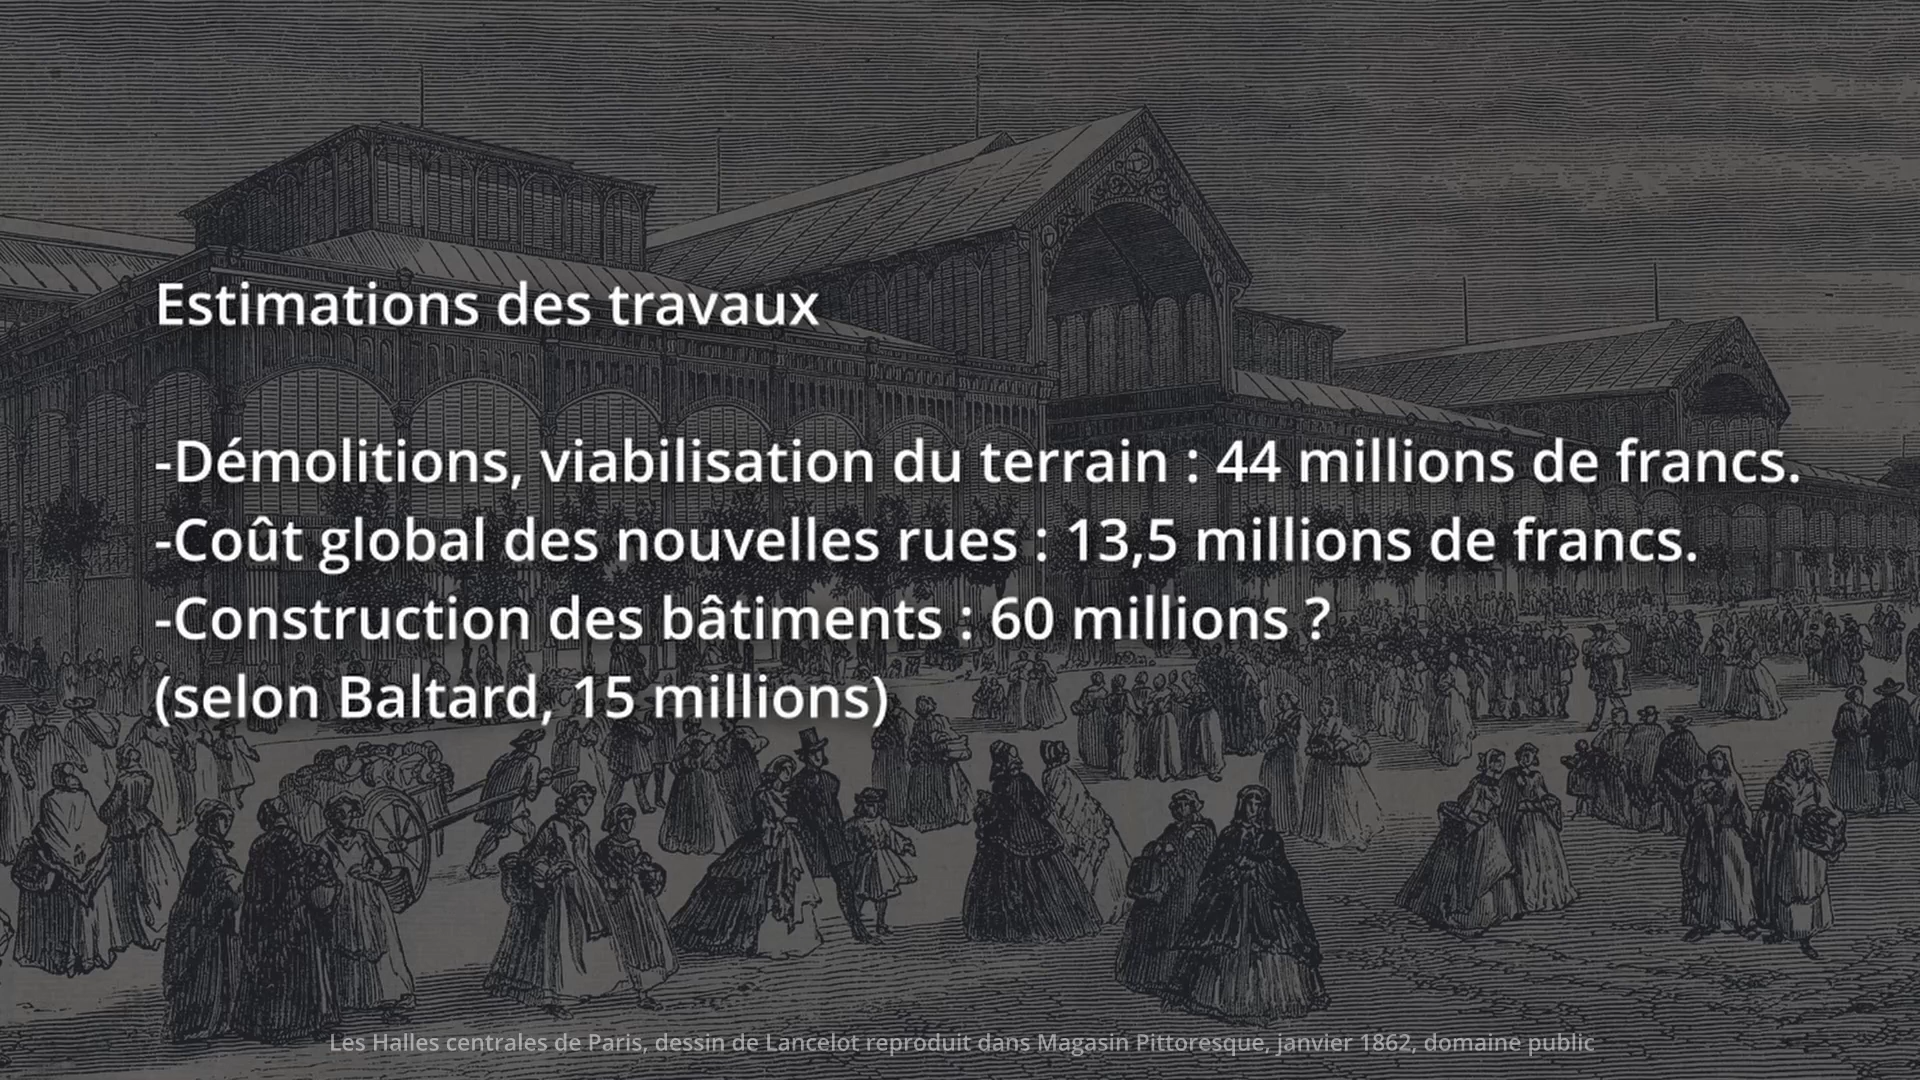 Estimations des travaux
-Démolitions, viabilisation du terrain : 44 millions de francs.
-Coût global des nouvelles rues : 13,5 millions de francs.
-Construction des bâtiments : 60 millions ?
(selon Baltard, 15 millions)
Les Halles centrales de Paris, dessin de Lancelot reproduit dans Magasin Pittoresque, janvier 1862, domaine public